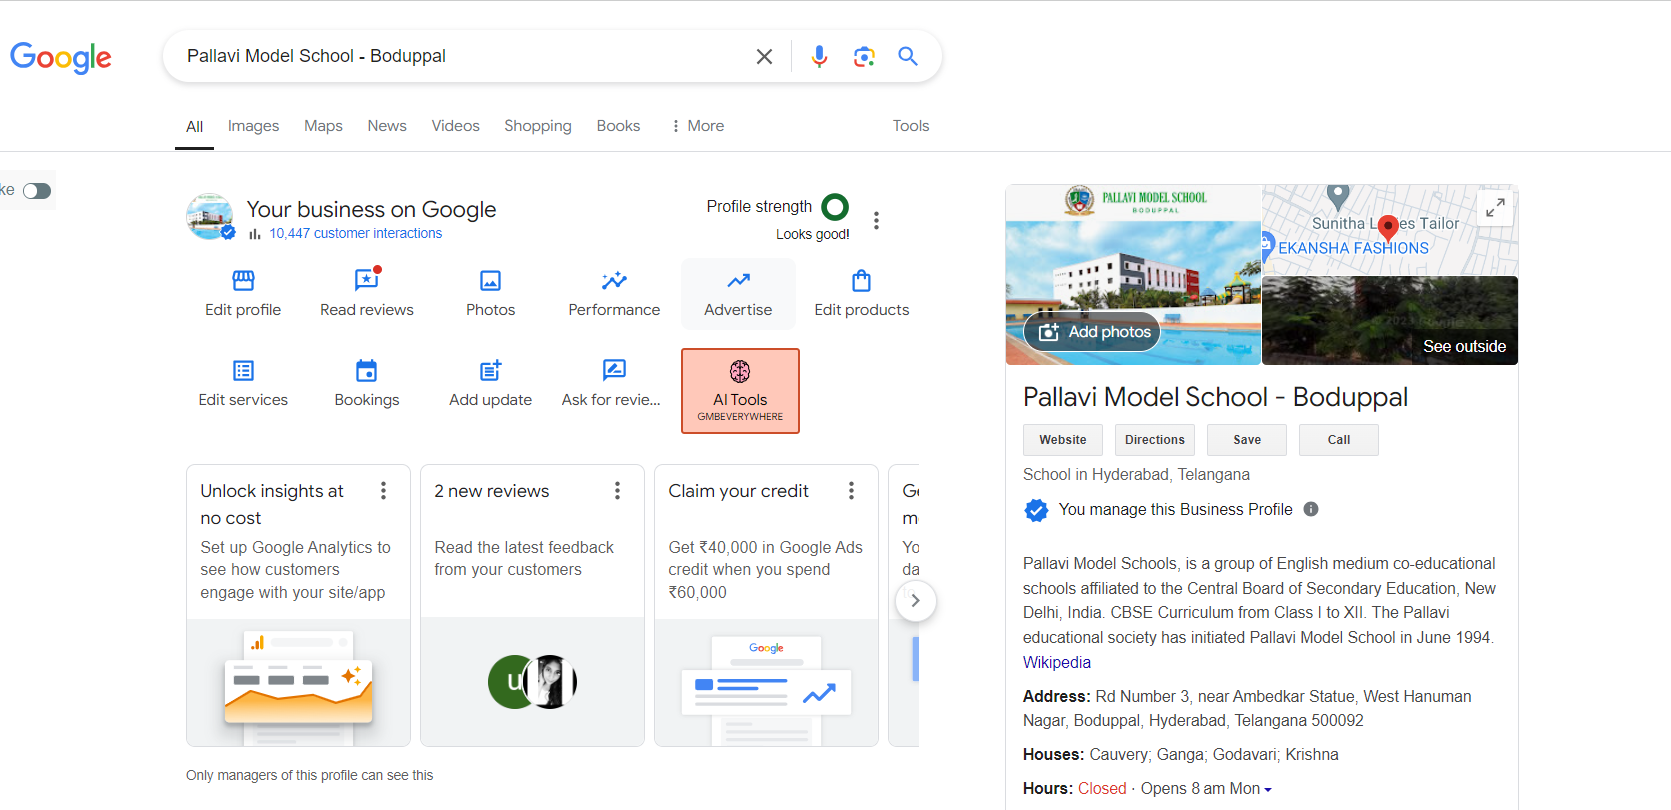 Google
Pallavi Model School - Boduppal
All
Images
Maps
News
Videos
Shopping
Books
More
Tools
ke
Your business on Google
10,447 customer interactions
Profile strength
Looks good!
Edit profile
Read reviews
Photos
Performance
Advertise
Edit products
Edit services
Bookings
Add update
Ask for revie...
AI Tools
GMBEVERYWHERE
Unlock insights at
no cost
Set up Google Analytics to
see how customers
engage with your site/app
2 new reviews
Read the latest feedback
from your customers
u
Claim your credit
Get ₹40,000 in Google Ads
credit when you spend
₹60,000
Google
Only managers of this profile can see this
PALLAVI MODEL SCHOOL
BODUPPAL
Add photos
Sunitha L es Tailor
EKANSHA FASHIONS
See outside
Pallavi Model School - Boduppal
Website
Directions
Save
Call
School in Hyderabad, Telangana
You manage this Business Profile
Pallavi Model Schools, is a group of English medium co-educational
schools affiliated to the Central Board of Secondary Education, New
Delhi, India. CBSE Curriculum from Class I to XII. The Pallavi
educational society has initiated Pallavi Model School in June 1994.
Wikipedia
Address: Rd Number 3, near Ambedkar Statue, West Hanuman
Nagar, Boduppal, Hyderabad, Telangana 500092
Houses: Cauvery; Ganga; Godavari; Krishna
Hours: Closed · Opens 8 am Mon